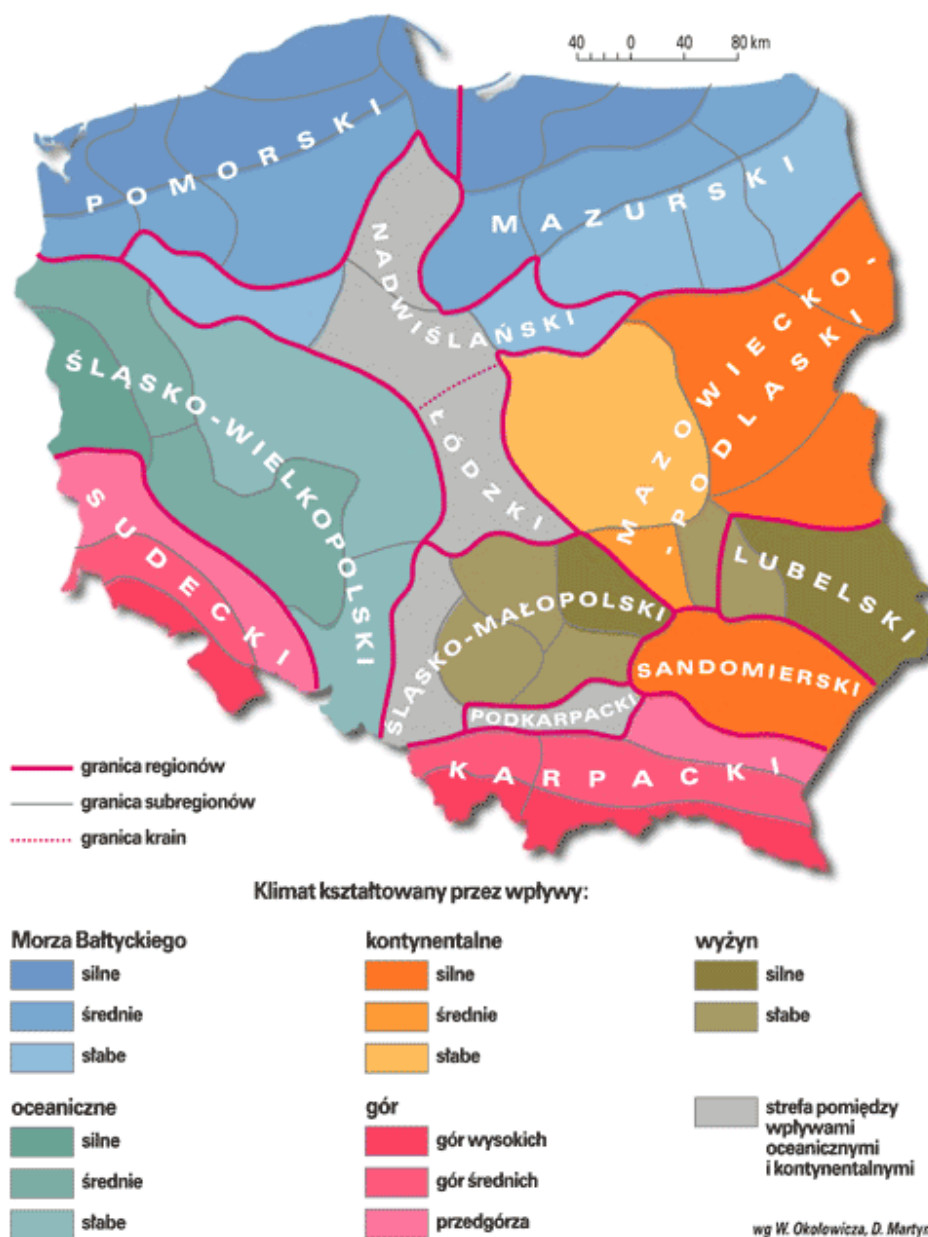 40 0 40 80 km
POMORSKI
MAZURSKI
NADWIŚLAŃSKI
MAZOWIECKO-
-PODLASKI
ŚLĄSKO-WIELKOPOLSKI
ŁÓDZKI
SUDECKI
LUBELSKI
ŚLĄSKO-MAŁOPOLSKI
SANDOMIERSKI
PODKARPACKI
KARPACKI
granica regionów
granica subregionów
granica krain
Klimat kształtowany przez wpływy:
Morza Bałtyckiego
silne
średnie
słabe
kontynentalne
silne
średnie
słabe
wyżyn
silne
słabe
oceaniczne
silne
średnie
słabe
gór
gór wysokich
gór średnich
przedgórza
strefa pomiędzy
wpływami
oceanicznymi
i kontynentalnymi
wg W. Okołowicza, D. Martyn